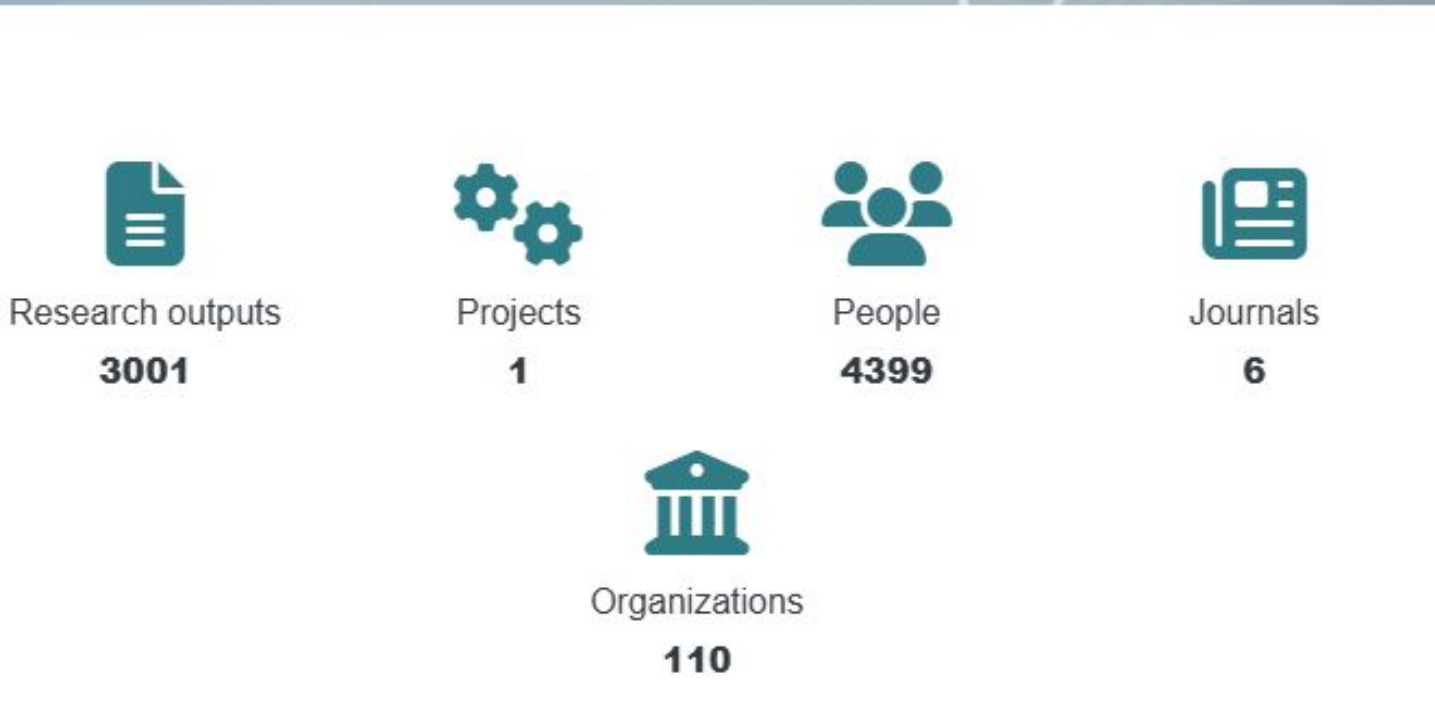 Research outputs
3001
Projects
1
People
4399
Journals
6
Organizations
110